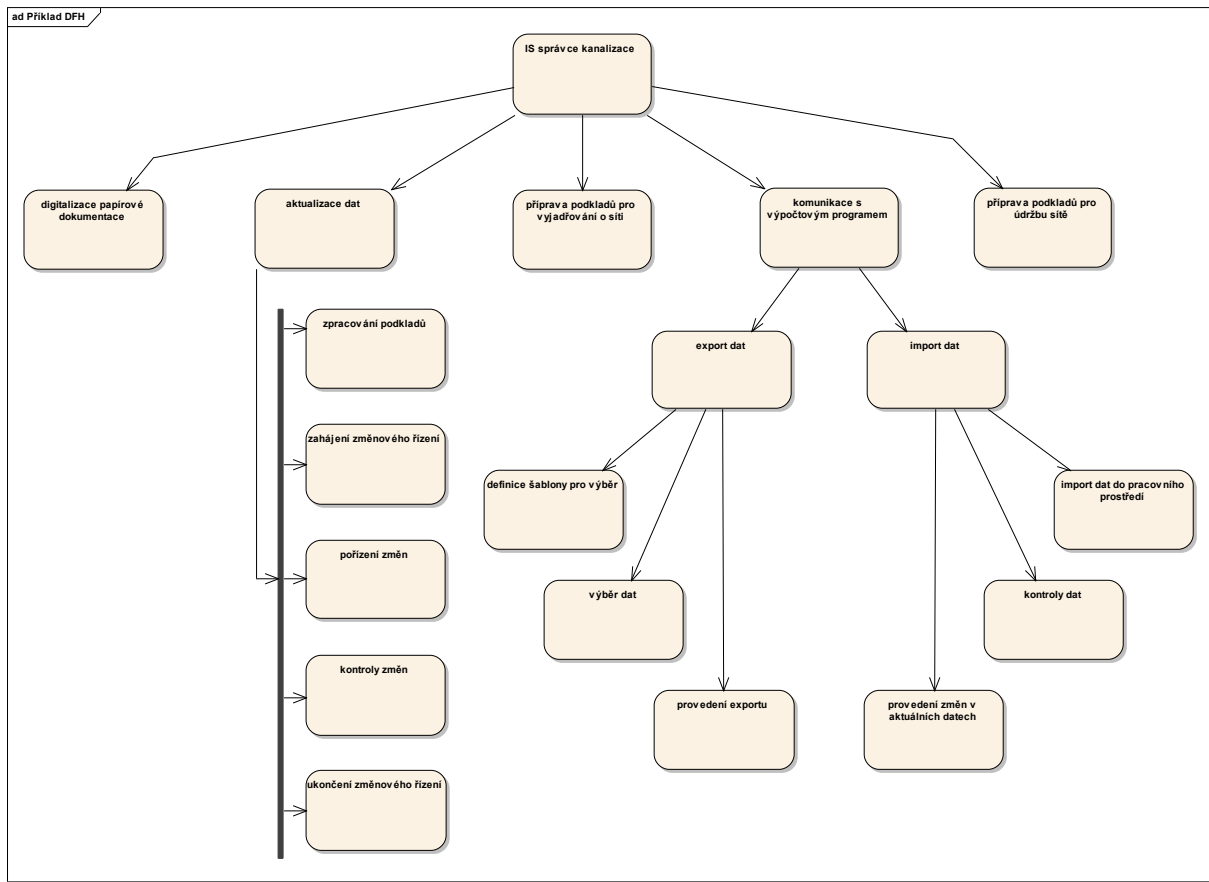 ad Příklad DFH
IS správce kanalizace
digitalizace papírové
dokumentace
aktualizace dat
příprava podkladů pro
vyjadřování o síti
komunikace s
výpočtovým programem
příprava podkladů pro
údržbu sítě
zpracování podkladů
export dat
import dat
zahájení změnového řízení
definice šablony pro výběr
import dat do pracovního
prostředí
pořízení změn
výběr dat
kontroly dat
kontroly změn
provedení exportu
provedení změn v
aktuálních datech
ukončení změnového řízení